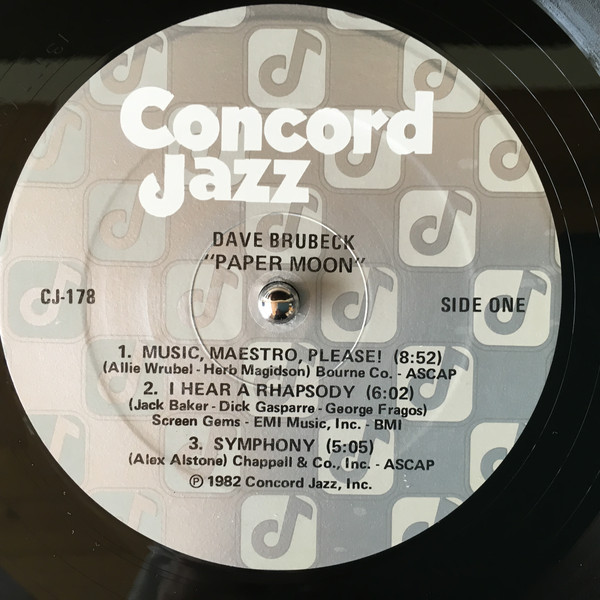 Concord
Jazz
DAVE BRUBECK
"PAPER MOON"
CJ-178
SIDE ONE
1. MUSIC, MAESTRO, PLEASE! (8:52)
(Allie Wrubel - Herb Magidson) Bourne Co. - ASCAP
2. I HEAR A RHAPSODY (6:02)
(Jack Baker - Dick Gasparre - George Fragos)
Screen Gems - EMI Music, Inc. - BMI
3. SYMPHONY (5:05)
(Alex Alstone) Chappell & Co., Inc. - ASCAP
℗ 1982 Concord Jazz, Inc.